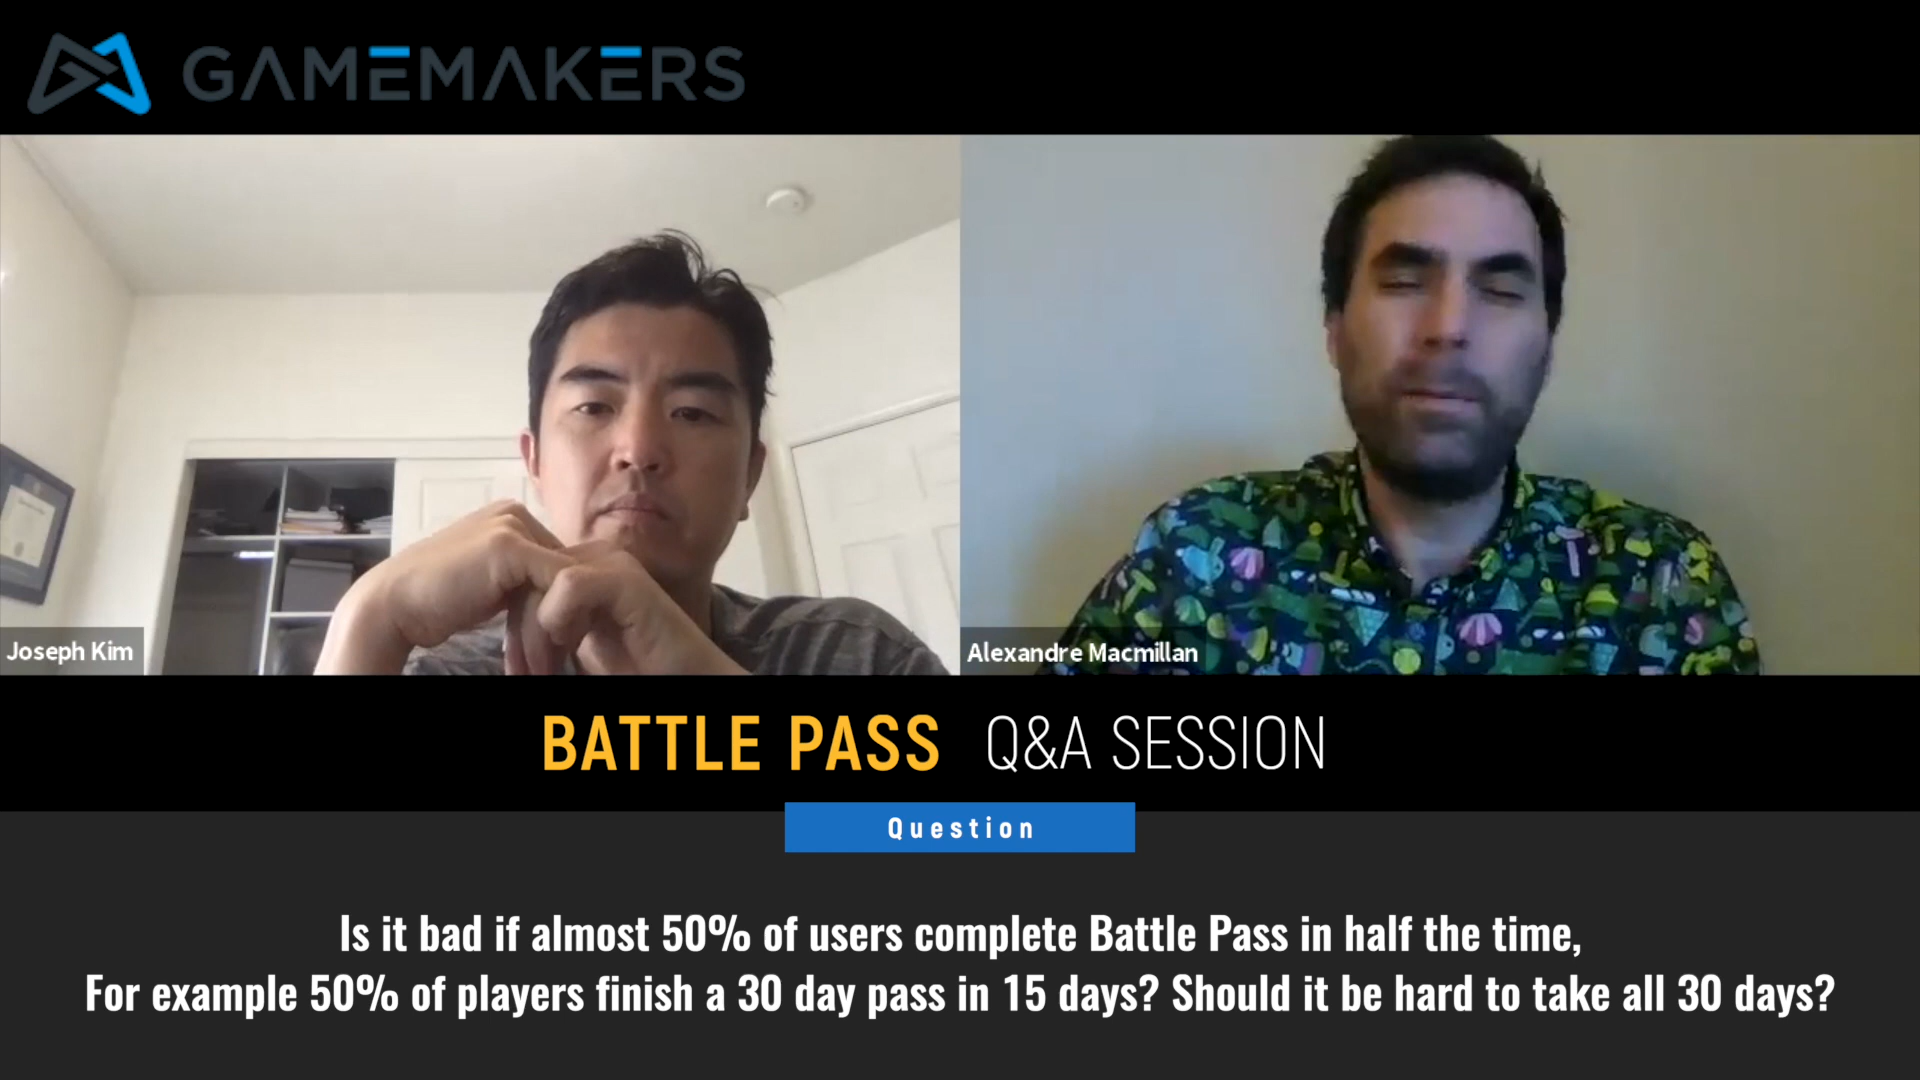 GAMEMAKERS
Joseph Kim
Alexandre Macmillan
BATTLE PASS Q&A SESSION
Question
Is it bad if almost 50% of users complete Battle Pass in half the time,
For example 50% of players finish a 30 day pass in 15 days? Should it be hard to take all 30 days?